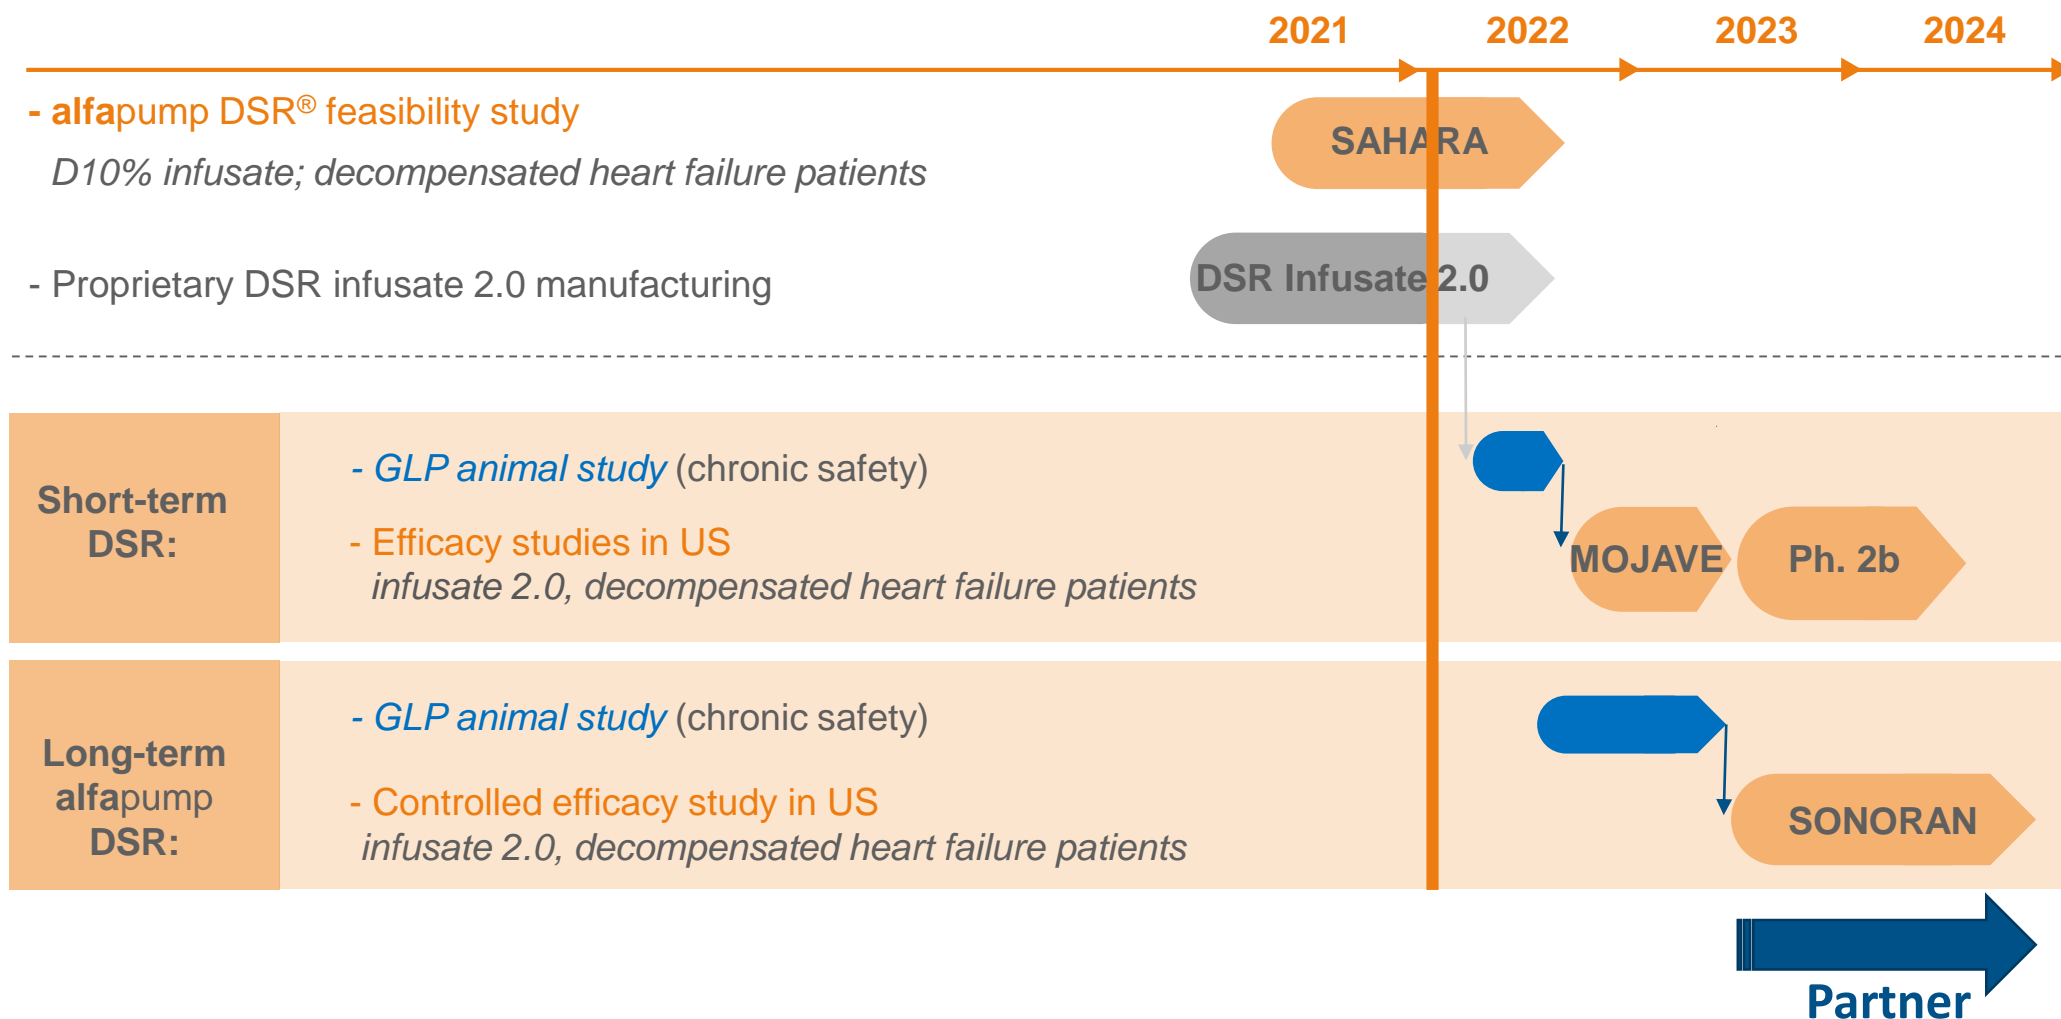 2021 2022 2023 2024
- alfapump DSR® feasibility study
D10% infusate; decompensated heart failure patients
SAHARA
- Proprietary DSR infusate 2.0 manufacturing
DSR Infusate 2.0
Short-term
DSR:
- GLP animal study (chronic safety)
- Efficacy studies in US
infusate 2.0, decompensated heart failure patients
MOJAVE
Ph. 2b
Long-term
alfapump
DSR:
- GLP animal study (chronic safety)
- Controlled efficacy study in US
infusate 2.0, decompensated heart failure patients
SONORAN
Partner